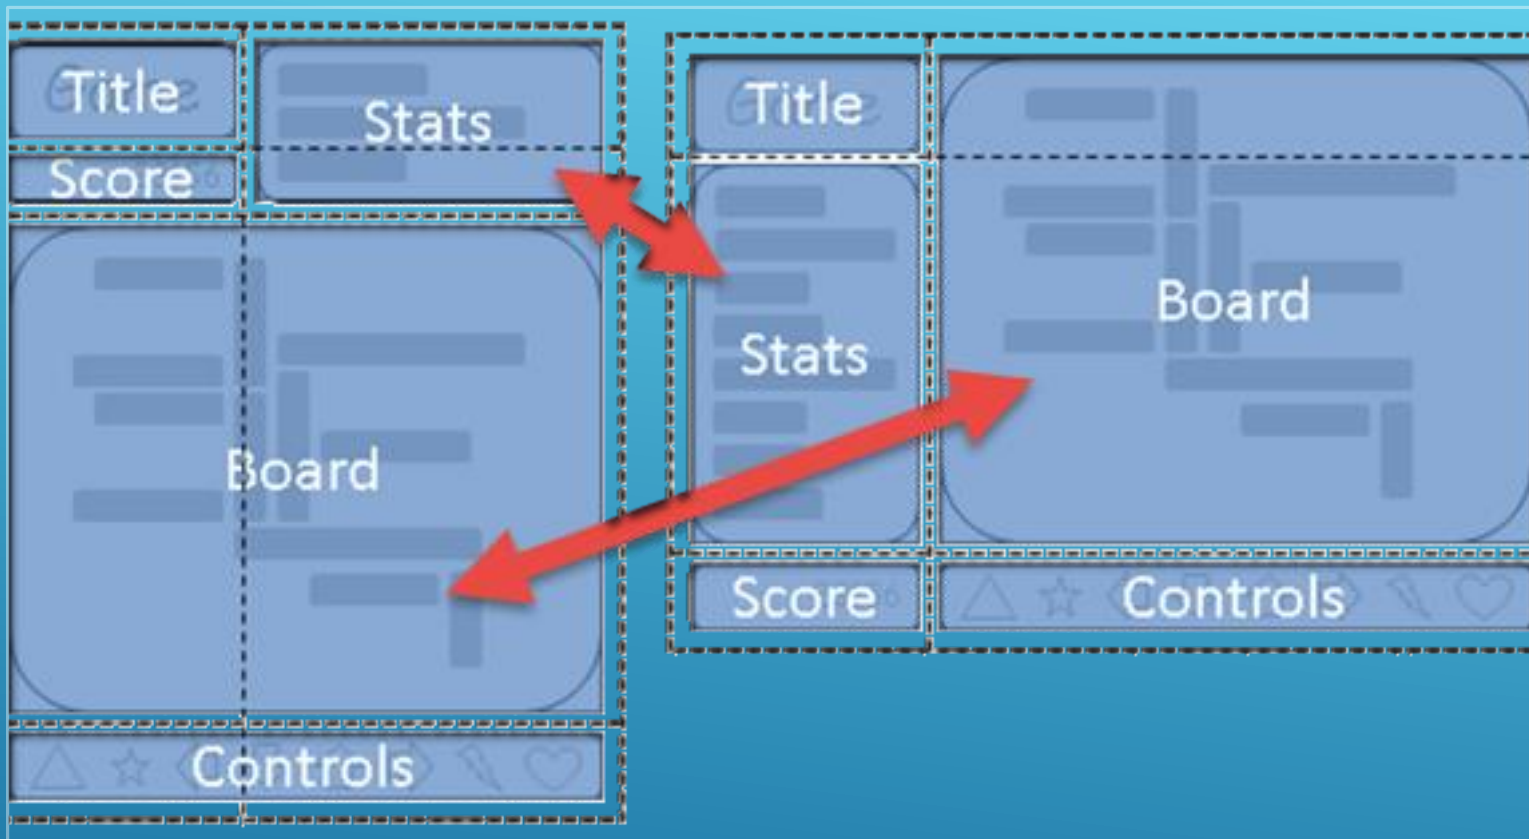 Title
Stats
Score
Board
Controls
Title
Board
Stats
Score
Controls